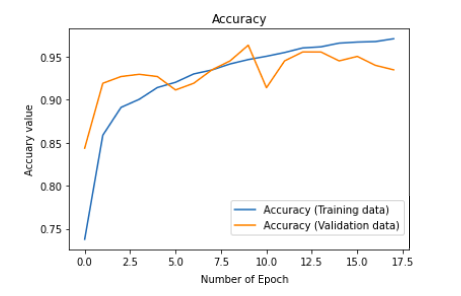 Accuracy
0.95
0.90
0.85
0.80
0.75
Accuary value
0.0 2.5 5.0 7.5 10.0 12.5 15.0 17.5
Number of Epoch
Accuracy (Training data)
Accuracy (Validation data)